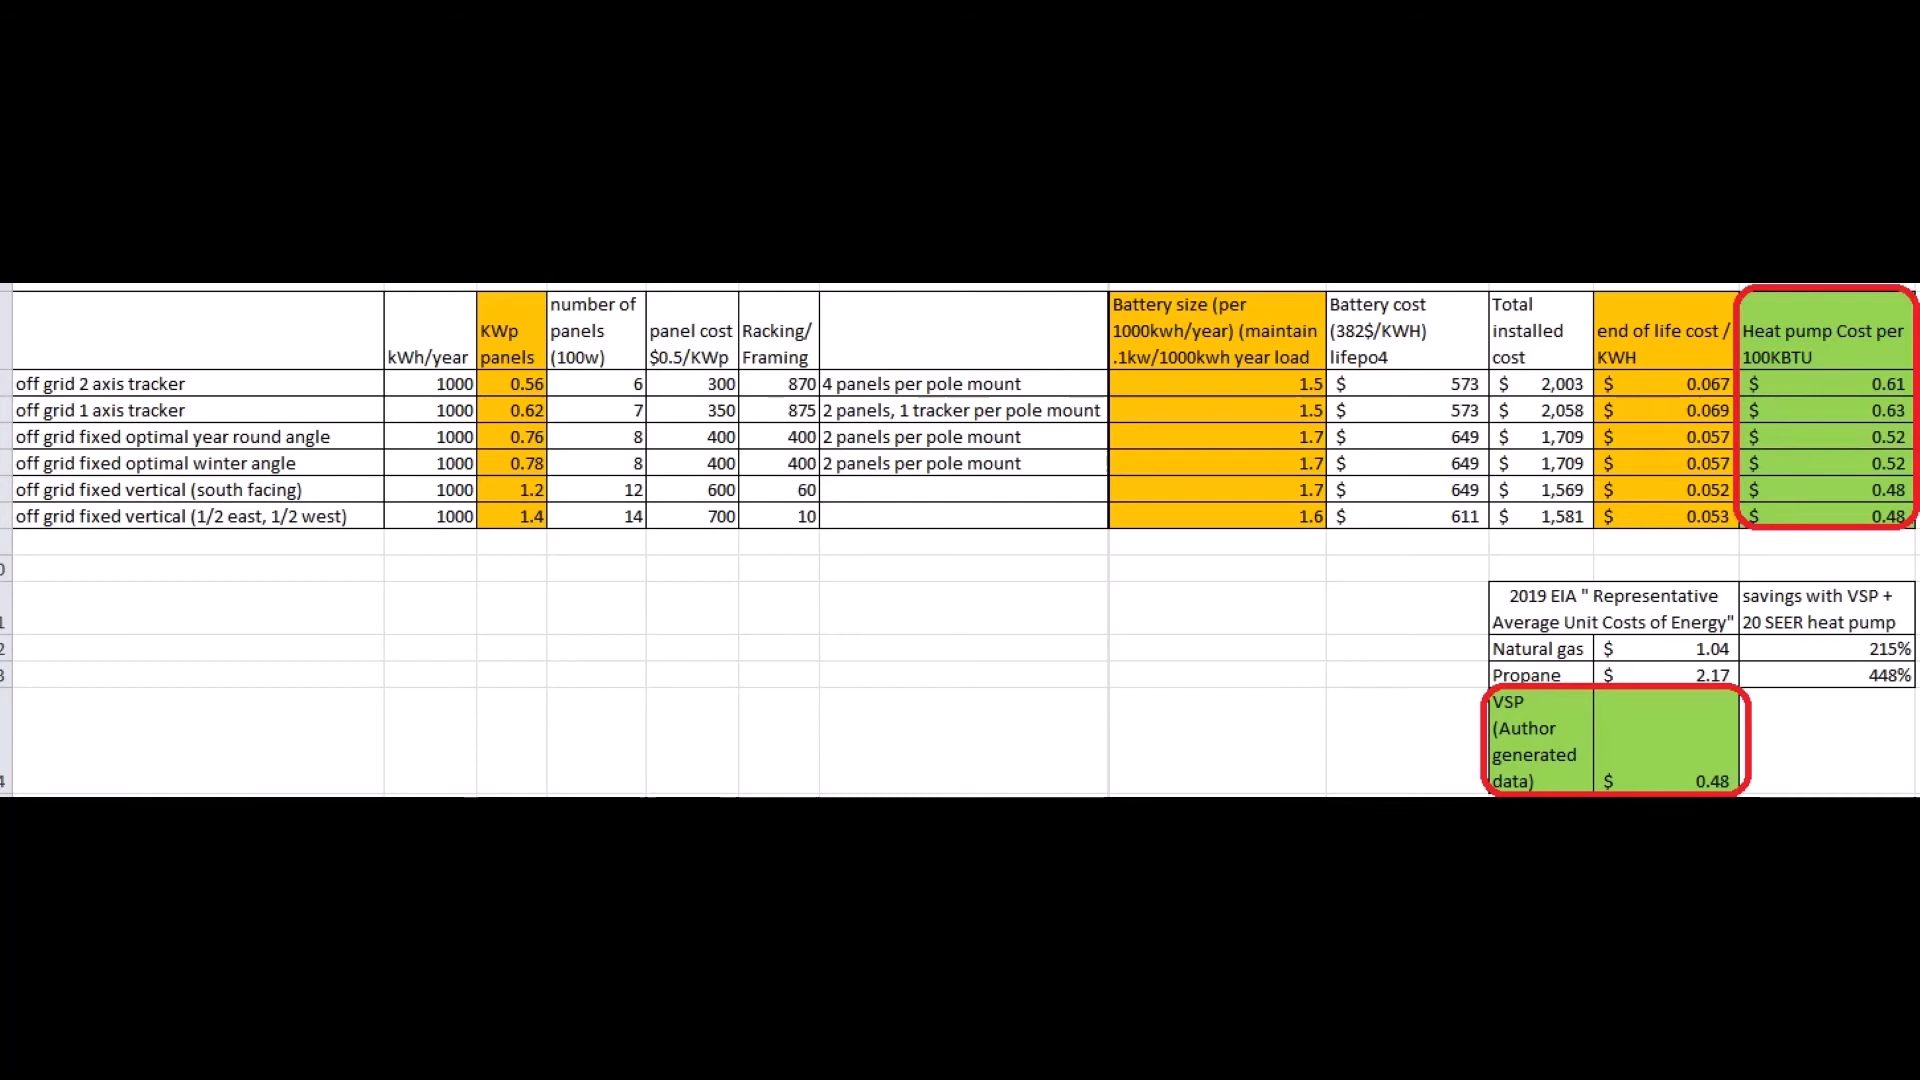 kWh/year KWp panels number of panels (100w) panel cost $0.5/KWp Racking/ Framing Battery size (per 1000kwh/year) (maintain .1kw/1000kwh year load Battery cost (382$/KWH) lifepo4 Total installed cost end of life cost / KWH Heat pump Cost per 100KBTU
off grid 2 axis tracker 1000 0.56 6 300 870 4 panels per pole mount 1.5 $ 573 $ 2,003 $ 0.067 $ 0.61
off grid 1 axis tracker 1000 0.62 7 350 875 2 panels, 1 tracker per pole mount 1.5 $ 573 $ 2,058 $ 0.069 $ 0.63
off grid fixed optimal year round angle 1000 0.76 8 400 400 2 panels per pole mount 1.7 $ 649 $ 1,709 $ 0.057 $ 0.52
off grid fixed optimal winter angle 1000 0.78 8 400 400 2 panels per pole mount 1.7 $ 649 $ 1,709 $ 0.057 $ 0.52
off grid fixed vertical (south facing) 1000 1.2 12 600 60 1.7 $ 649 $ 1,569 $ 0.052 $ 0.48
off grid fixed vertical (1/2 east, 1/2 west) 1000 1.4 14 700 10 1.6 $ 611 $ 1,581 $ 0.053 $ 0.48
2019 EIA " Representative Average Unit Costs of Energy" savings with VSP + 20 SEER heat pump
Natural gas $ 1.04 215%
Propane $ 2.17 448%
VSP (Author generated data) $ 0.48